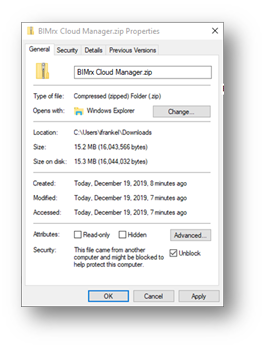 BIMrx Cloud Manager.zip Properties
General Security Details Previous Versions
BIMrx Cloud Manager.zip
Type of file: Compressed (zipped) Folder (.zip)
Opens with: Windows Explorer Change...
Location: C:\Users\frankel\Downloads
Size: 15.2 MB (16,043,566 bytes)
Size on disk: 15.3 MB (16,044,032 bytes)
Created: Today, December 19, 2019, 8 minutes ago
Modified: Today, December 19, 2019, 7 minutes ago
Accessed: Today, December 19, 2019, 7 minutes ago
Attributes: Read-only Hidden Advanced...
Security: This file came from another
computer and might be blocked to
help protect this computer.
Unblock
OK Cancel Apply